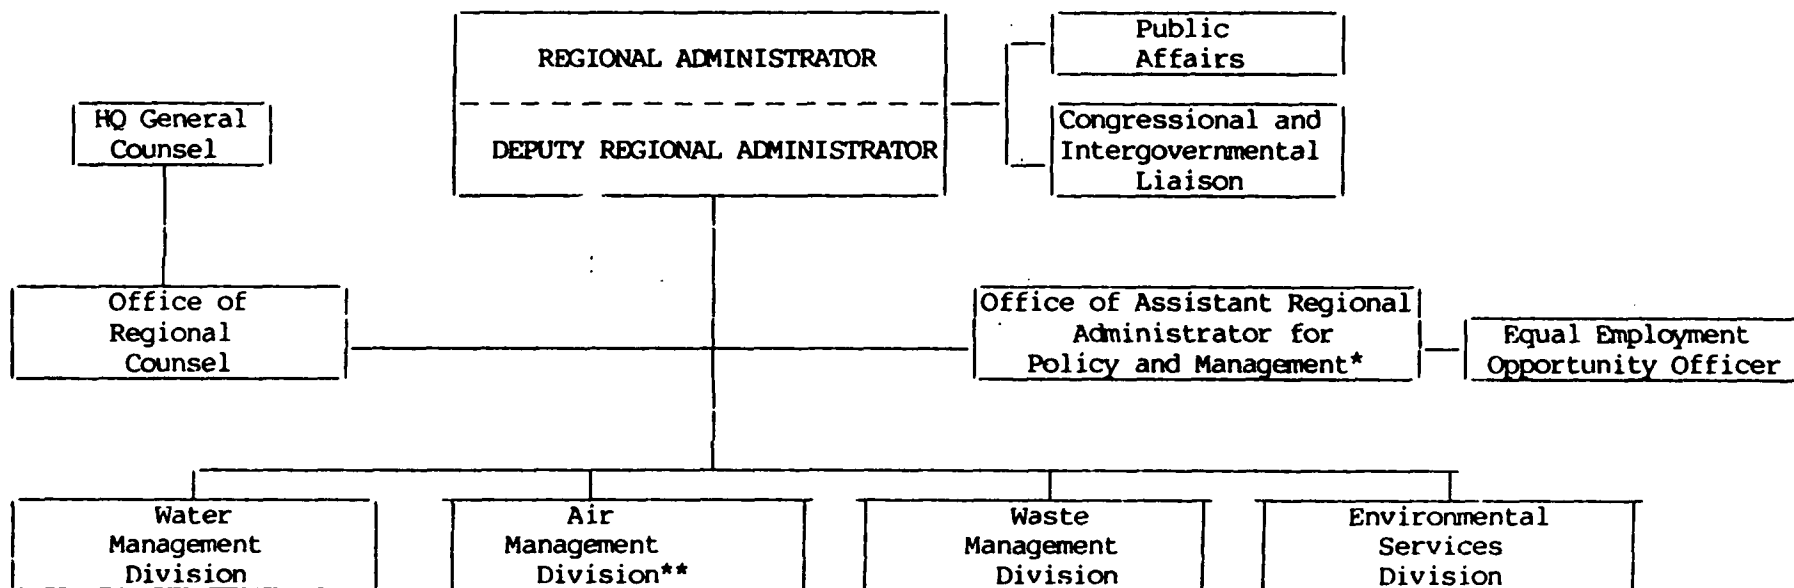 REGIONAL ADMINISTRATOR
DEPUTY REGIONAL ADMINISTRATOR
Public
Affairs
Congressional and
Intergovernmental
Liaison
HQ General
Counsel
Office of
Regional
Counsel
Office of Assistant Regional
Administrator for
Policy and Management*
Equal Employment
Opportunity Officer
Water
Management
Division
Air
Management
Division**
Waste
Management
Division
Environmental
Services
Division